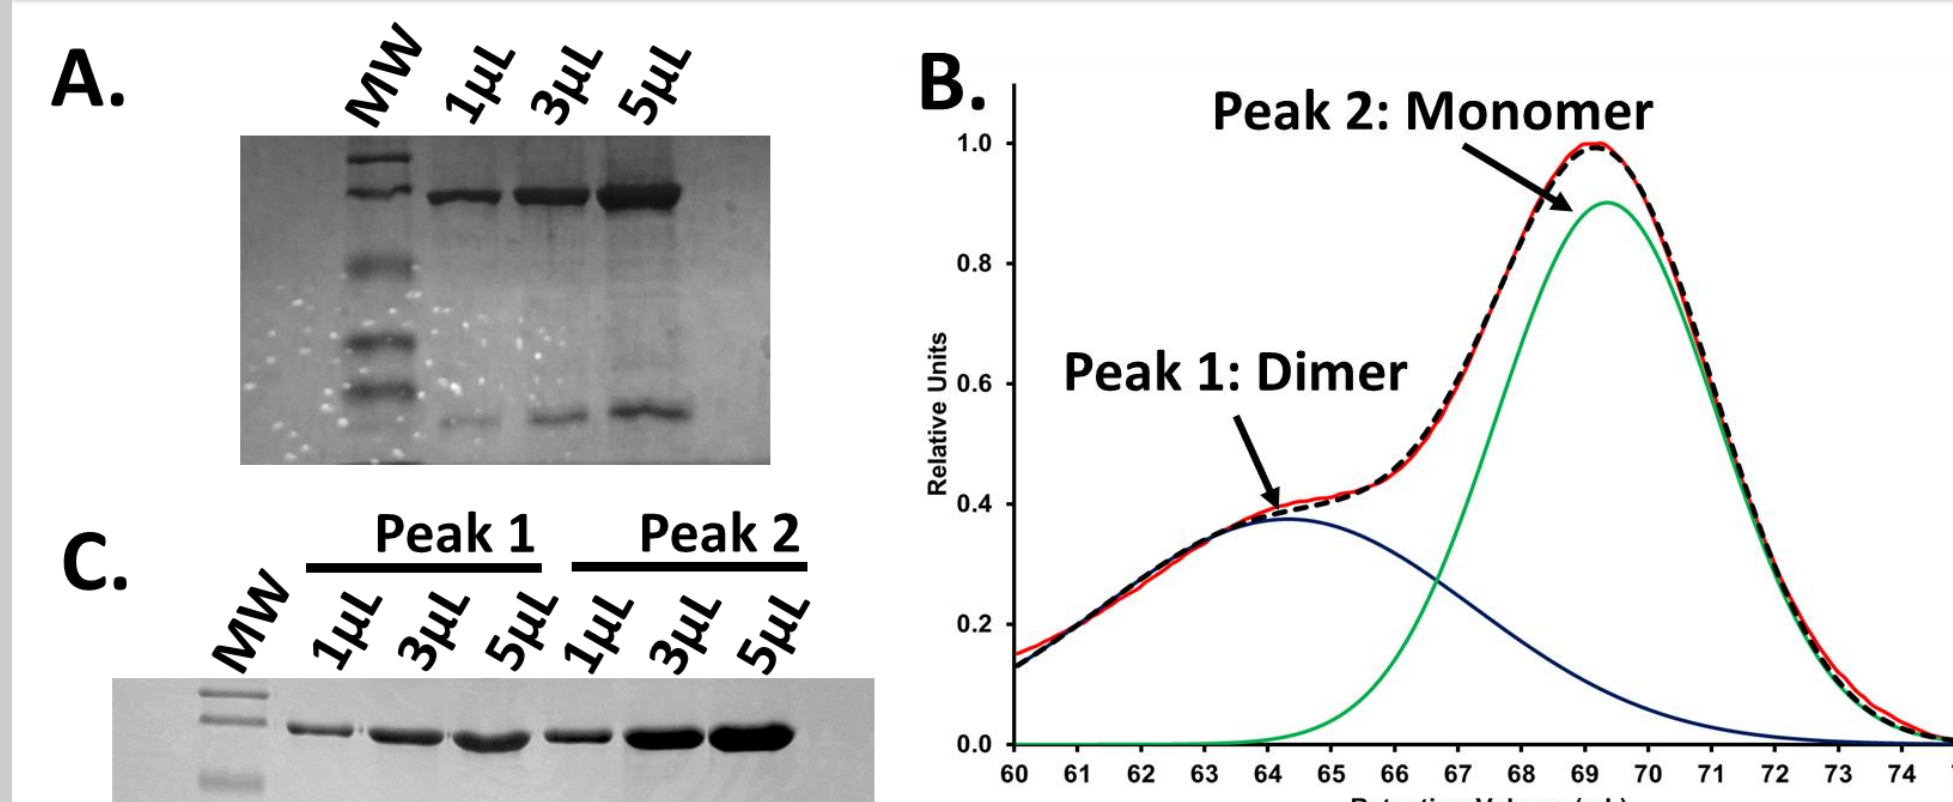 A.
MW 1µL 3µL 5µL
B.
Peak 2: Monomer
Peak 1: Dimer
Relative Units
1.0
0.8
0.6
0.4
0.2
0.0
60 61 62 63 64 65 66 67 68 69 70 71 72 73 74
C.
Peak 1 Peak 2
MW 1µL 3µL 5µL 1µL 3µL 5µL